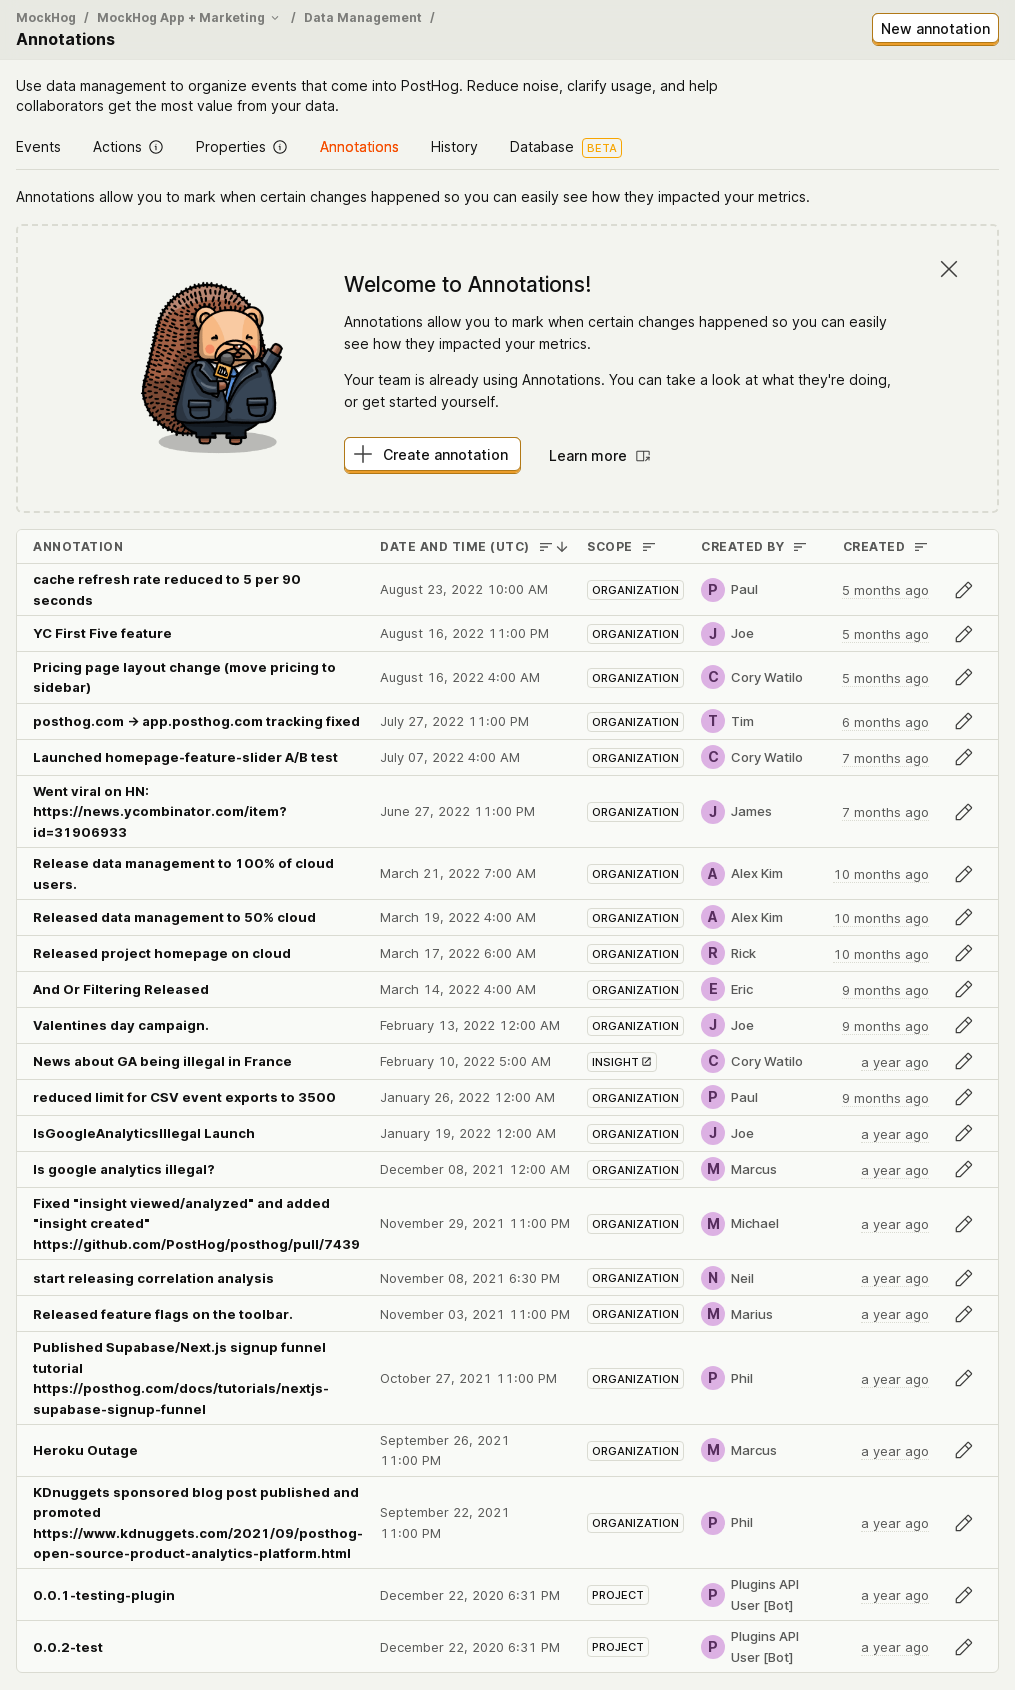 MockHog / MockHog App + Marketing / Data Management /
Annotations
New annotation
Use data management to organize events that come into PostHog. Reduce noise, clarify usage, and help
collaborators get the most value from your data.
Events Actions Properties Annotations History Database BETA
Annotations allow you to mark when certain changes happened so you can easily see how they impacted your metrics.
Welcome to Annotations!
Annotations allow you to mark when certain changes happened so you can easily
see how they impacted your metrics.
Your team is already using Annotations. You can take a look at what they're doing,
or get started yourself.
Create annotation Learn more
ANNOTATION DATE AND TIME (UTC) SCOPE CREATED BY CREATED
cache refresh rate reduced to 5 per 90
seconds
August 23, 2022 10:00 AM ORGANIZATION P Paul 5 months ago
YC First Five feature August 16, 2022 11:00 PM ORGANIZATION J Joe 5 months ago
Pricing page layout change (move pricing to
sidebar)
August 16, 2022 4:00 AM ORGANIZATION C Cory Watilo 5 months ago
posthog.com → app.posthog.com tracking fixed July 27, 2022 11:00 PM ORGANIZATION T Tim 6 months ago
Launched homepage-feature-slider A/B test July 07, 2022 4:00 AM ORGANIZATION C Cory Watilo 7 months ago
Went viral on HN:
https://news.ycombinator.com/item?
id=31906933
June 27, 2022 11:00 PM ORGANIZATION J James 7 months ago
Release data management to 100% of cloud
users.
March 21, 2022 7:00 AM ORGANIZATION A Alex Kim 10 months ago
Released data management to 50% cloud March 19, 2022 4:00 AM ORGANIZATION A Alex Kim 10 months ago
Released project homepage on cloud March 17, 2022 6:00 AM ORGANIZATION R Rick 10 months ago
And Or Filtering Released March 14, 2022 4:00 AM ORGANIZATION E Eric 9 months ago
Valentines day campaign. February 13, 2022 12:00 AM ORGANIZATION J Joe 9 months ago
News about GA being illegal in France February 10, 2022 5:00 AM INSIGHT C Cory Watilo a year ago
reduced limit for CSV event exports to 3500 January 26, 2022 12:00 AM ORGANIZATION P Paul 9 months ago
IsGoogleAnalyticsIllegal Launch January 19, 2022 12:00 AM ORGANIZATION J Joe a year ago
Is google analytics illegal? December 08, 2021 12:00 AM ORGANIZATION M Marcus a year ago
Fixed "insight viewed/analyzed" and added
"insight created"
https://github.com/PostHog/posthog/pull/7439
November 29, 2021 11:00 PM ORGANIZATION M Michael a year ago
start releasing correlation analysis November 08, 2021 6:30 PM ORGANIZATION N Neil a year ago
Released feature flags on the toolbar. November 03, 2021 11:00 PM ORGANIZATION M Marius a year ago
Published Supabase/Next.js signup funnel
tutorial
https://posthog.com/docs/tutorials/nextjs-
supabase-signup-funnel
October 27, 2021 11:00 PM ORGANIZATION P Phil a year ago
Heroku Outage
September 26, 2021
11:00 PM
ORGANIZATION M Marcus a year ago
KDnuggets sponsored blog post published and
promoted
https://www.kdnuggets.com/2021/09/posthog-
open-source-product-analytics-platform.html
September 22, 2021
11:00 PM
ORGANIZATION P Phil a year ago
0.0.1-testing-plugin December 22, 2020 6:31 PM PROJECT P
Plugins API
User [Bot]
a year ago
0.0.2-test December 22, 2020 6:31 PM PROJECT P
Plugins API
User [Bot]
a year ago